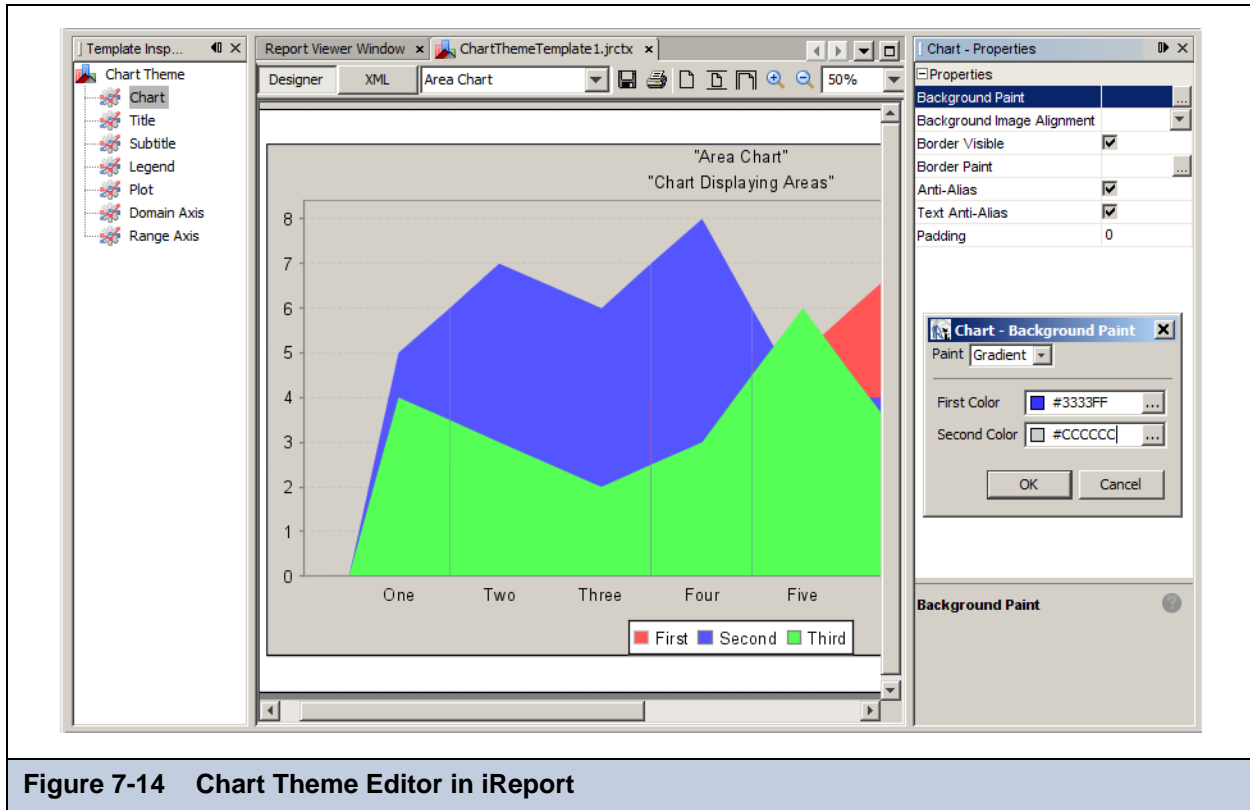 Template Insp...
Chart Theme
Chart
Title
Subtitle
Legend
Plot
Domain Axis
Range Axis
Report Viewer Window
ChartThemeTemplate1.jrctx
Designer
XML
Area Chart
50%
"Area Chart"
"Chart Displaying Areas"
8
7
6
5
4
3
2
1
0
One Two Three Four Five
First Second Third
Chart - Properties
Properties
Background Paint ...
Background Image Alignment
Border Visible
Border Paint ...
Anti-Alias
Text Anti-Alias
Padding 0
Chart - Background Paint
Paint Gradient
First Color #3333FF ...
Second Color #CCCCCC ...
OK Cancel
Background Paint ?
Figure 7-14 Chart Theme Editor in iReport